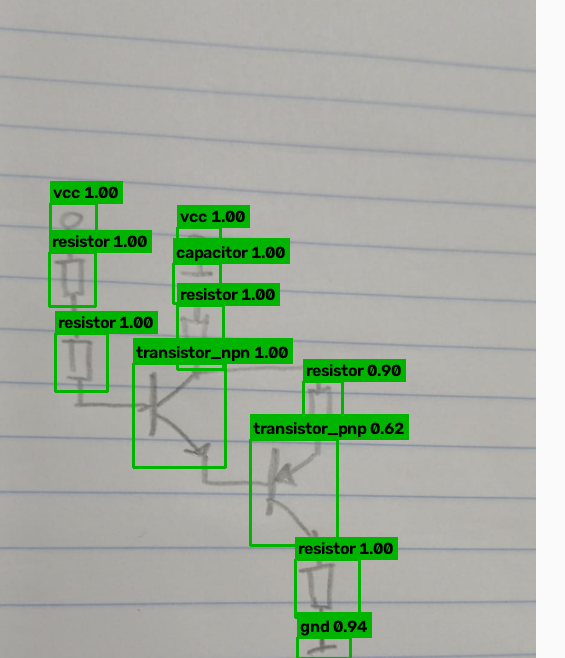 vcc 1.00
vcc 1.00
resistor 1.00
capacitor 1.00
resistor 1.00
resistor 1.00
transistor_npn 1.00
resistor 0.90
transistor_pnp 0.62
resistor 1.00
gnd 0.94